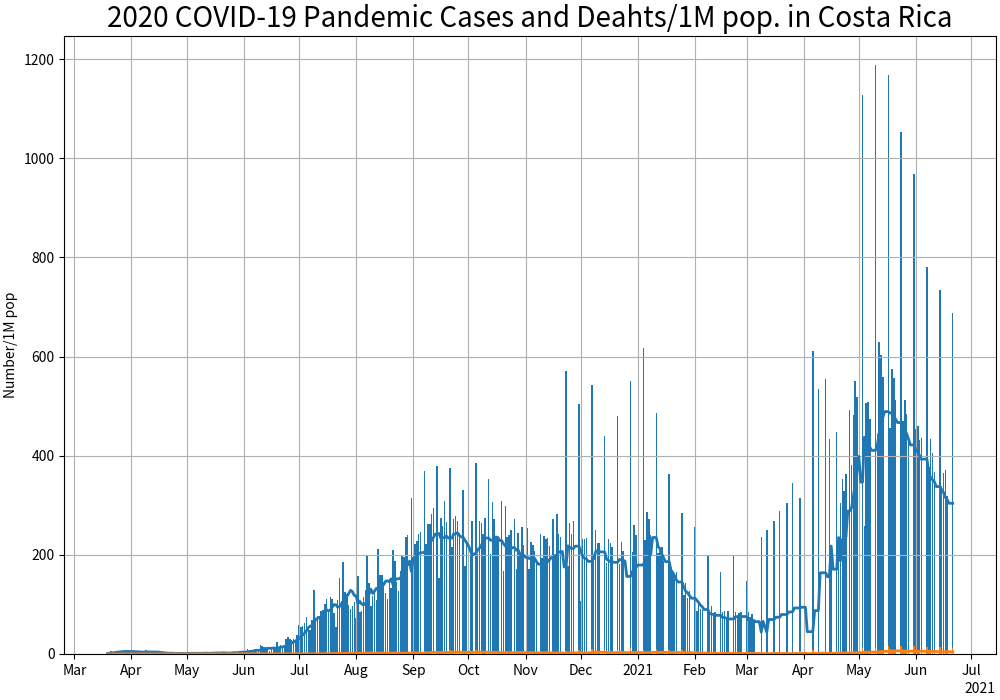 2020 COVID-19 Pandemic Cases and Deahts/1M pop. in Costa Rica
Number/1M pop
1200
1000
800
600
400
200
0
Mar Apr May Jun Jul Aug Sep Oct Nov Dec 2021 Feb Mar Apr May Jun Jul
2021